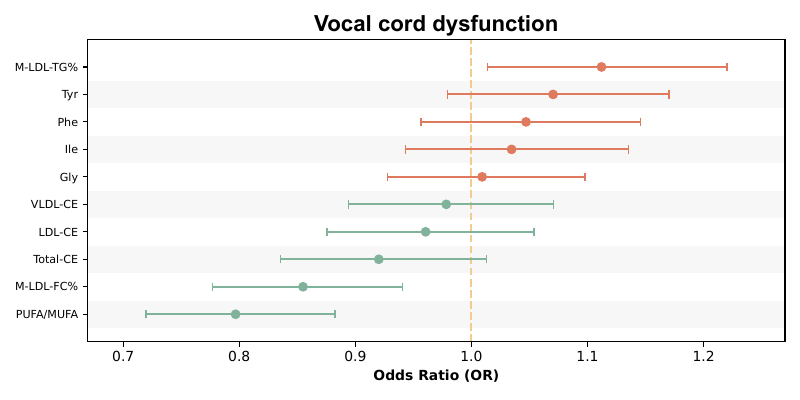 Vocal cord dysfunction
M-LDL-TG%
Tyr
Phe
Ile
Gly
VLDL-CE
LDL-CE
Total-CE
M-LDL-FC%
PUFA/MUFA
0.7 0.8 0.9 1.0 1.1 1.2
Odds Ratio (OR)